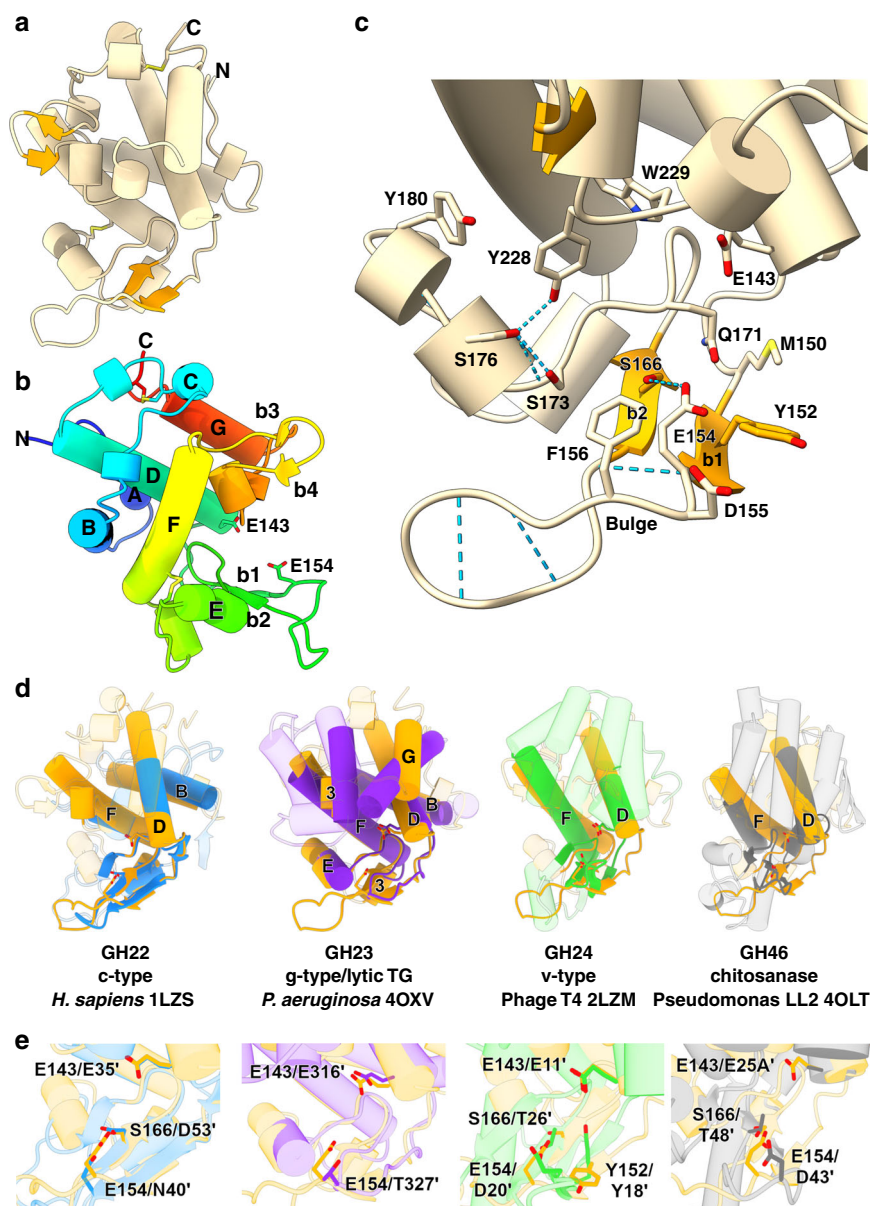 a
C
N
b
C
C
b3
N
G
D
b4
A
F
B
E143
b1
E154
E
b2
c
W229
Y180
Y228
E143
Q171
M150
S176
S166
S173
b2
Y152
E154
b1
F156
D155
Bulge
d
B
F
D
G
3
B
F
D
E
3
F
D
F
D
GH22
c-type
H. sapiens 1LZS
GH23
g-type/lytic TG
P. aeruginosa 4OXV
GH24
v-type
Phage T4 2LZM
GH46
chitosanase
Pseudomonas LL2 4OLT
e
E143/E35'
S166/D53'
E154/N40'
E143/E316'
E154/T327'
E143/E11'
S166/T26'
E154/
D20'
Y152/
Y18'
E143/E25A'
S166/
T48'
E154/
D43'